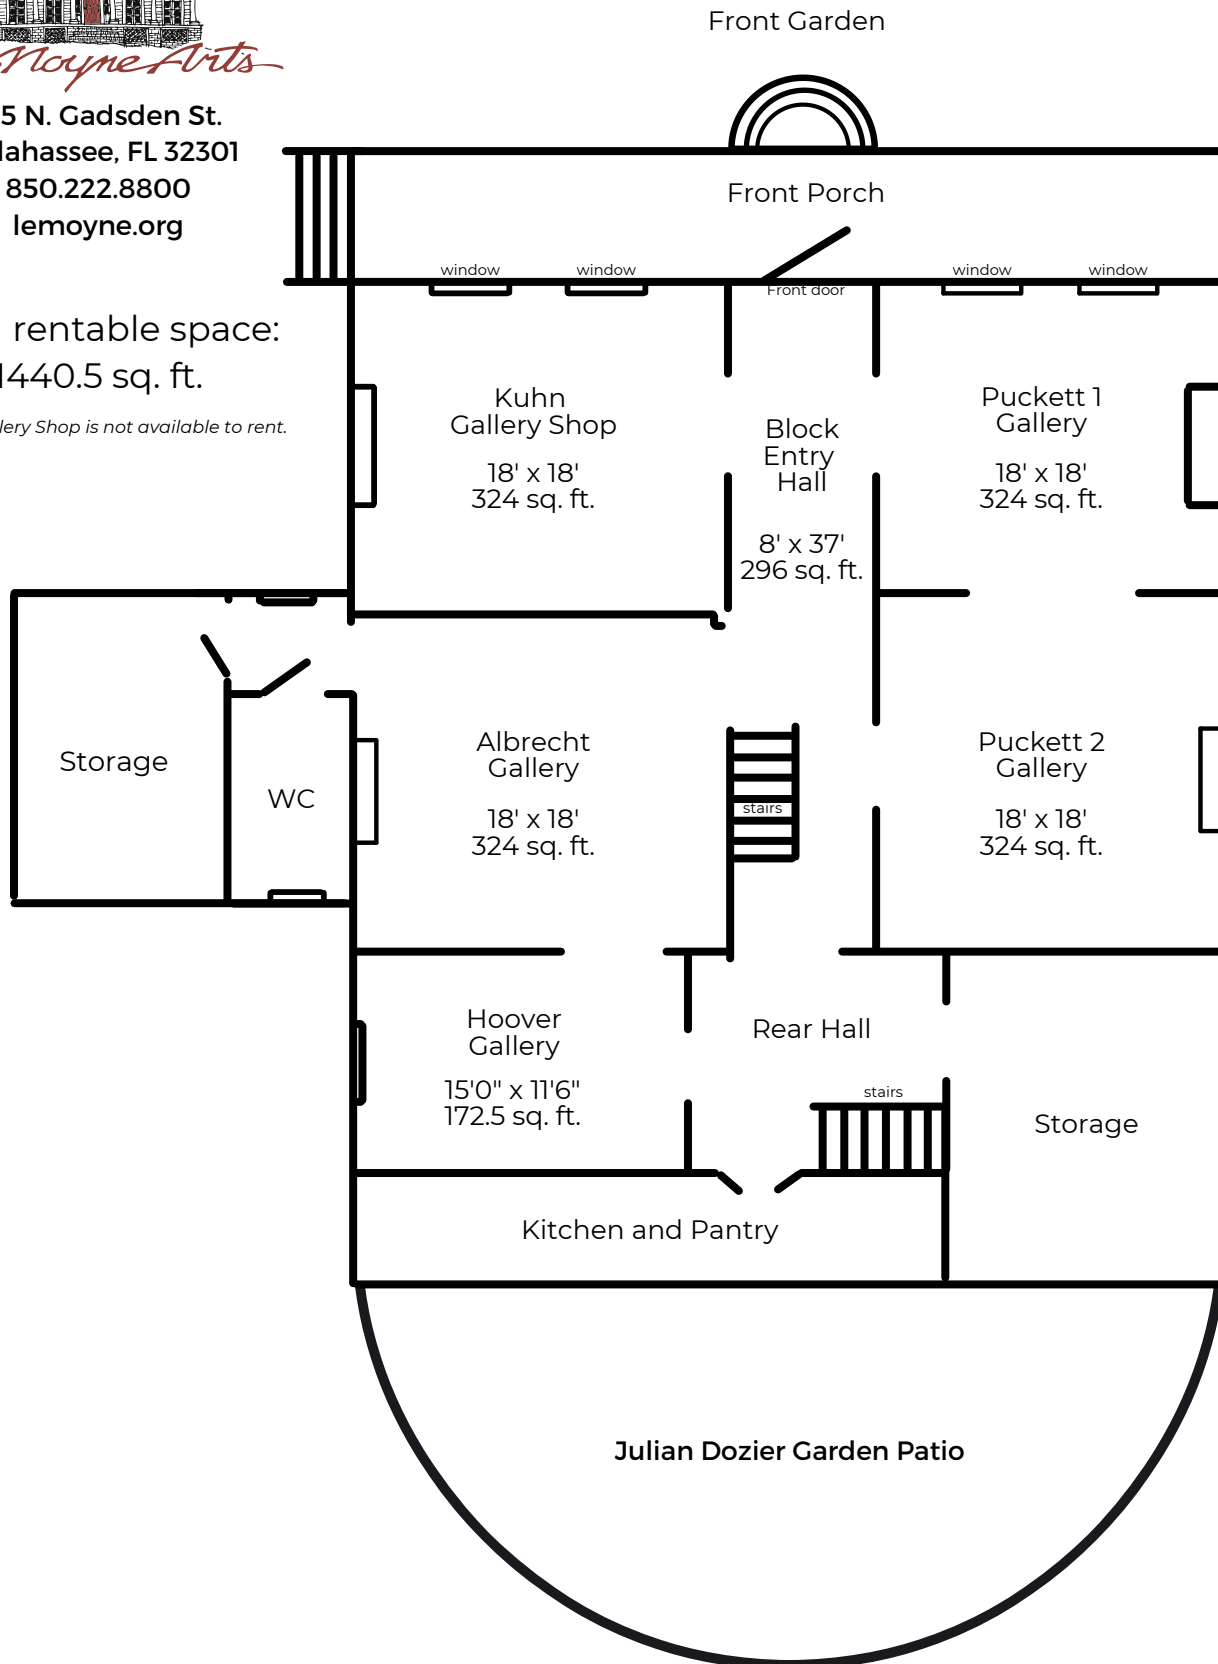 Front Garden
Moyne Arts
5 N. Gadsden St.
lahassee, FL 32301
850.222.8800
lemoyne.org
Front Porch
window
window
Front door
window
window
rentable space:
1440.5 sq. ft.
lery Shop is not available to rent.
Kuhn
Gallery Shop
18' x 18'
324 sq. ft.
Block
Entry
Hall
8' x 37'
296 sq. ft.
Puckett 1
Gallery
18' x 18'
324 sq. ft.
Storage
WC
Albrecht
Gallery
18' x 18'
324 sq. ft.
stairs
Puckett 2
Gallery
18' x 18'
324 sq. ft.
Hoover
Gallery
15'0" x 11'6"
172.5 sq. ft.
Rear Hall
stairs
Storage
Kitchen and Pantry
Julian Dozier Garden Patio